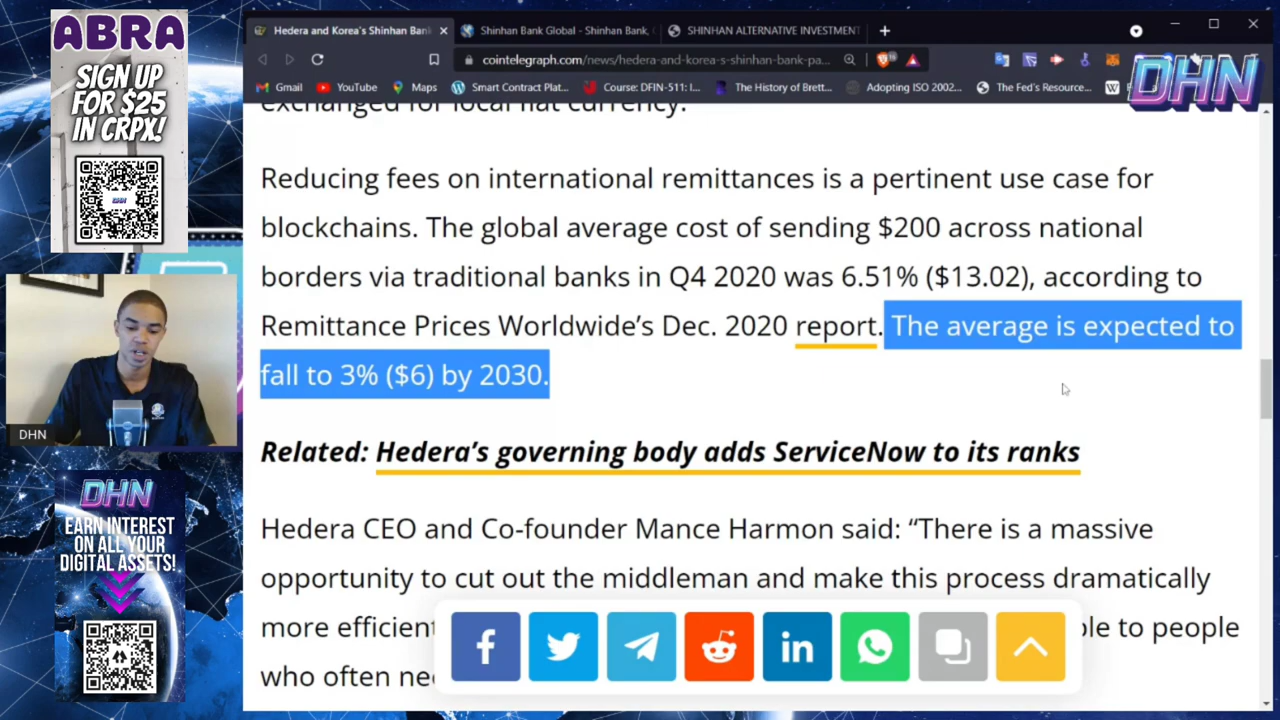 ABRA
SIGN UP
FOR $25
IN CRPX!
DHN
DHN
EARN INTEREST
ON ALL YOUR
DIGITAL ASSETS!
Hedera and Korea's Shinhan Bank
Shinhan Bank Global - Shinhan Bank,
SHINHAN ALTERNATIVE INVESTMENT
cointelegraph.com/news/hedera-and-korea-s-shinhan-bank-pa...
Gmail
YouTube
Maps
Smart Contract Plat...
Course: DFIN-511: I...
The History of Brett...
Adopting ISO 2002...
The Fed's Resource...
DHN
exchanged for local fiat currency.
Reducing fees on international remittances is a pertinent use case for
blockchains. The global average cost of sending $200 across national
borders via traditional banks in Q4 2020 was 6.51% ($13.02), according to
Remittance Prices Worldwide’s Dec. 2020 report. The average is expected to
fall to 3% ($6) by 2030.
Related: Hedera’s governing body adds ServiceNow to its ranks
Hedera CEO and Co-founder Mance Harmon said: “There is a massive
opportunity to cut out the middleman and make this process dramatically
more efficient
to people
who often